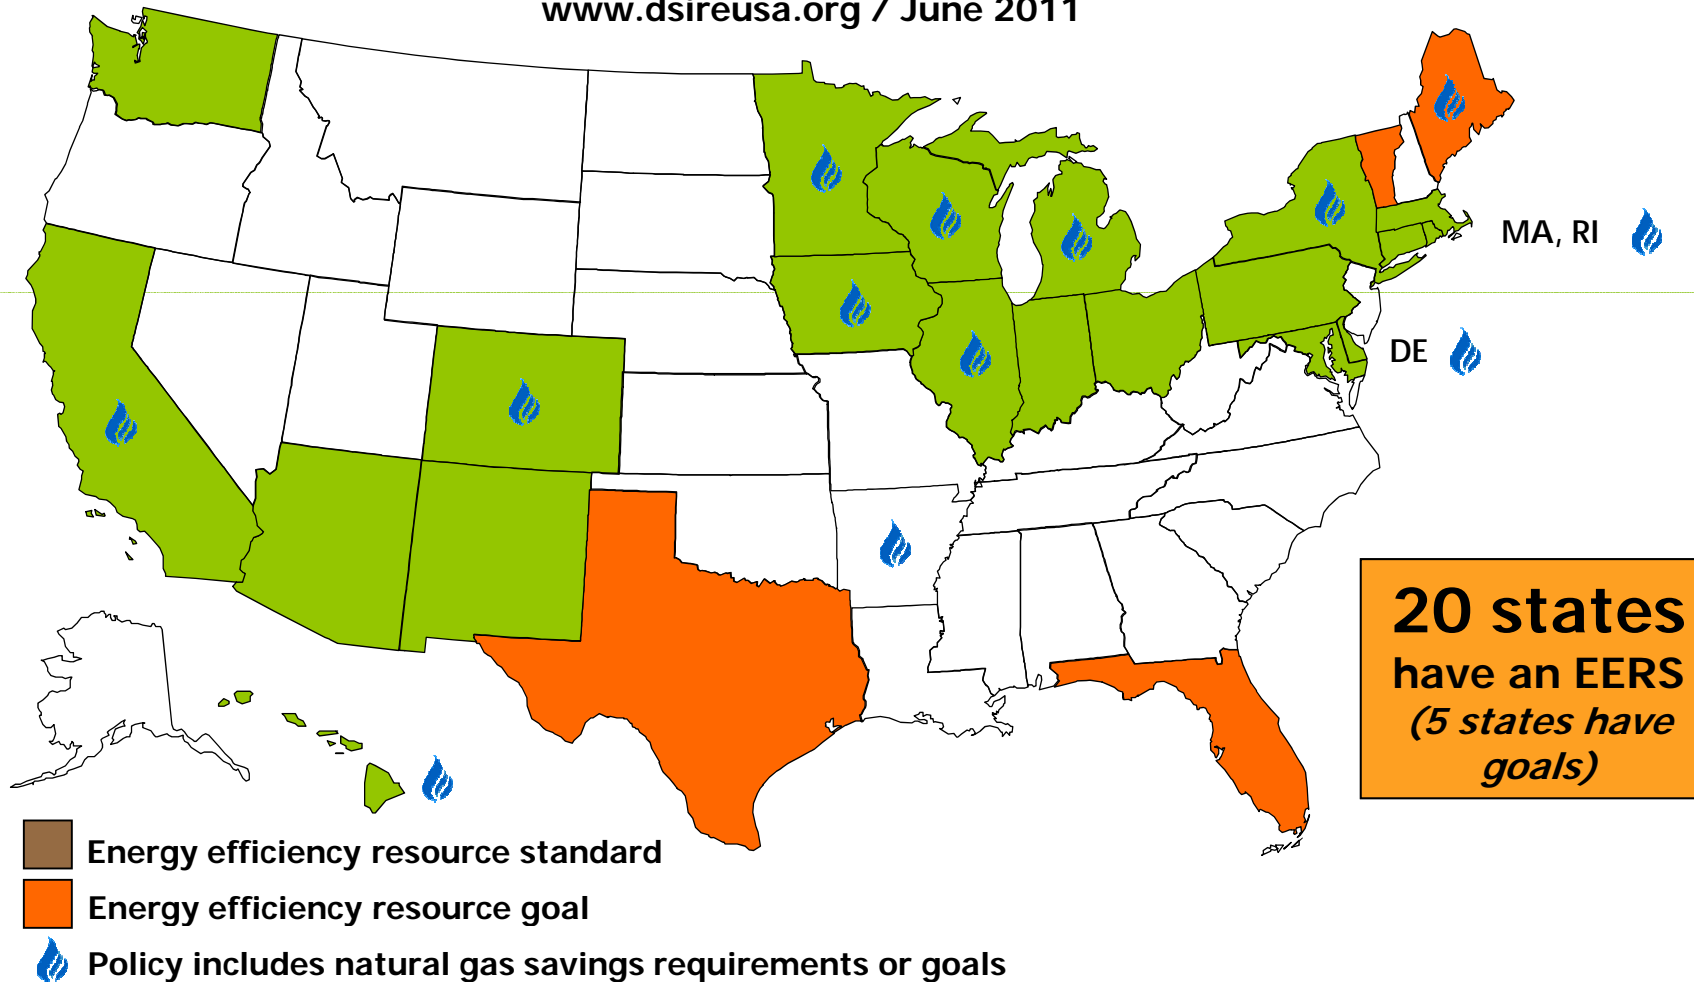 www.dsireusa.org / June 2011
MA, RI
DE
20 states
have an EERS
(5 states have
goals)
Energy efficiency resource standard
Energy efficiency resource goal
Policy includes natural gas savings requirements or goals